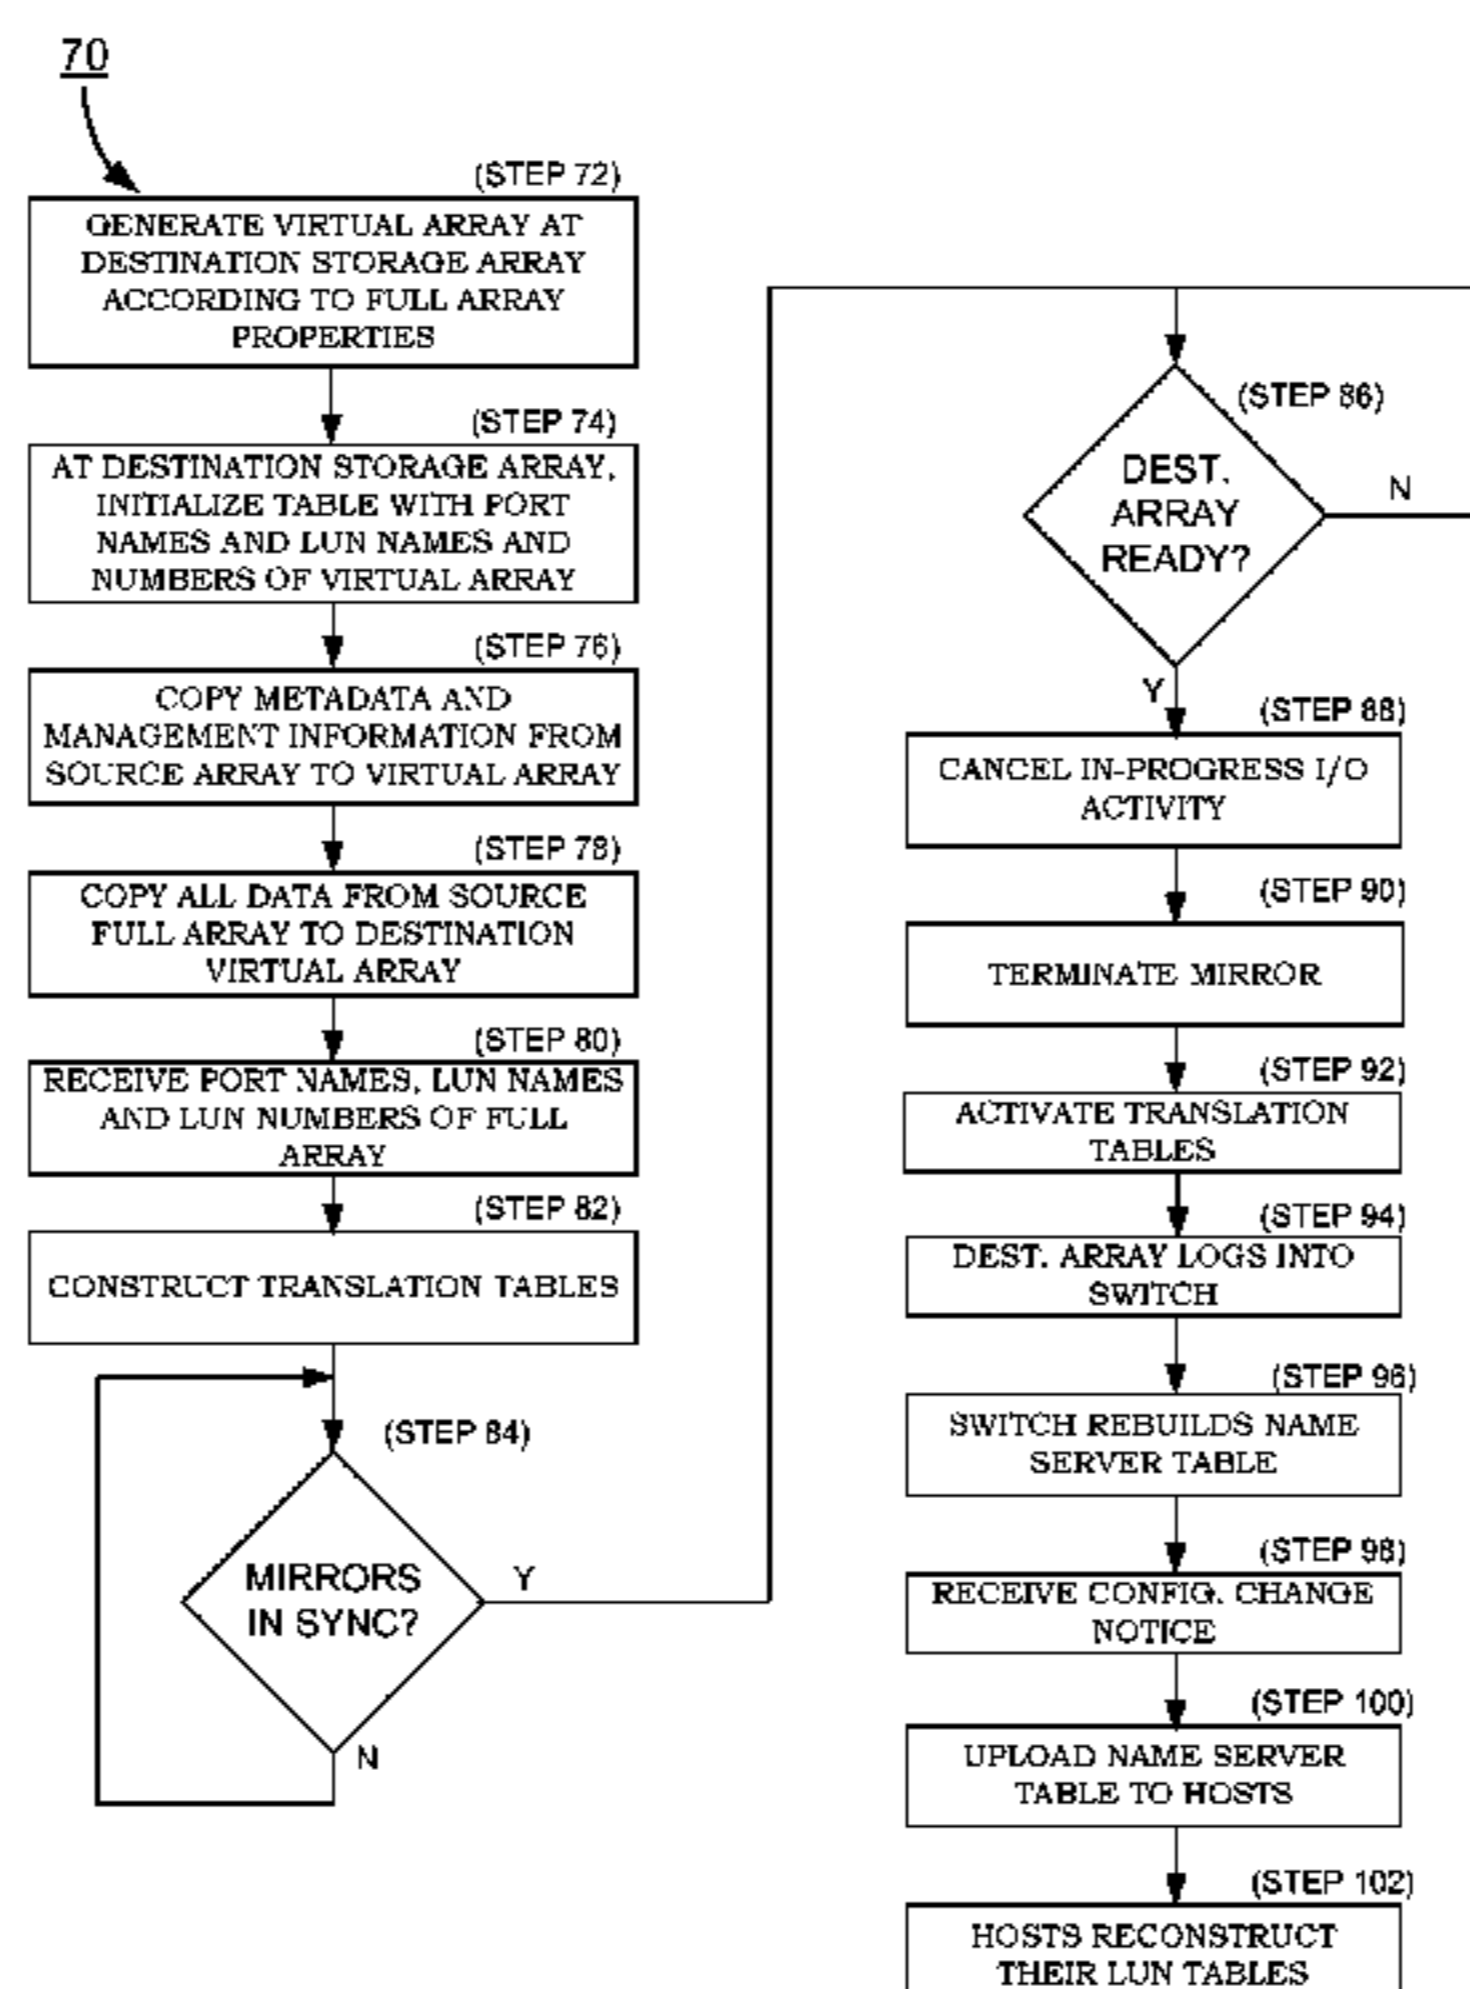 70
(STEP 72)
GENERATE VIRTUAL ARRAY AT
DESTINATION STORAGE ARRAY
ACCORDING TO FULL ARRAY
PROPERTIES
(STEP 74)
AT DESTINATION STORAGE ARRAY,
INITIALIZE TABLE WITH PORT
NAMES AND LUN NAMES AND
NUMBERS OF VIRTUAL ARRAY
(STEP 76)
COPY METADATA AND
MANAGEMENT INFORMATION FROM
SOURCE ARRAY TO VIRTUAL ARRAY
(STEP 78)
COPY ALL DATA FROM SOURCE
FULL ARRAY TO DESTINATION
VIRTUAL ARRAY
(STEP 80)
RECEIVE PORT NAMES, LUN NAMES
AND LUN NUMBERS OF FULL
ARRAY
(STEP 82)
CONSTRUCT TRANSLATION TABLES
(STEP 84)
MIRRORS
IN SYNC?
Y
N
(STEP 86)
DEST.
ARRAY
READY?
N
Y
(STEP 88)
CANCEL IN-PROGRESS I/O
ACTIVITY
(STEP 90)
TERMINATE MIRROR
(STEP 92)
ACTIVATE TRANSLATION
TABLES
(STEP 94)
DEST. ARRAY LOGS INTO
SWITCH
(STEP 96)
SWITCH REBUILDS NAME
SERVER TABLE
(STEP 98)
RECEIVE CONFIG. CHANGE
NOTICE
(STEP 100)
UPLOAD NAME SERVER
TABLE TO HOSTS
(STEP 102)
HOSTS RECONSTRUCT
THEIR LUN TABLES